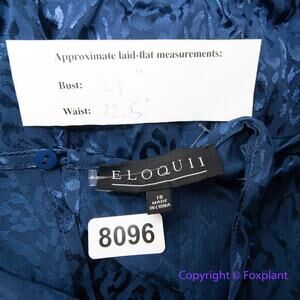 Approximate laid-flat measurements:
Bust: 24"
Waist: 22.5"
ELOQUII
18
MADE
IN CHINA
8096
Copyright © Foxplant